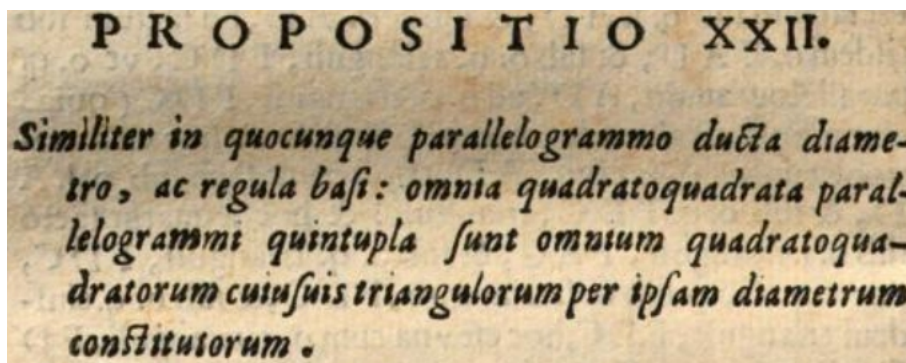 PROPOSITIO XXII.
Similiter in quocunque parallelogrammo ducta diame-
tro, ac regula basi: omnia quadratoquadrata paral-
lelogrammi quintupla sunt omnium quadratoqua-
dratorum cuiusuis triangulorum per ipsam diametrum
constitutorum.